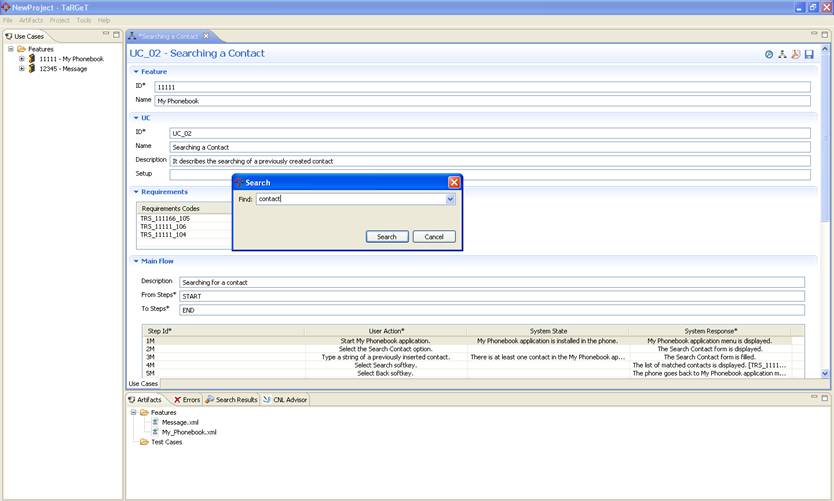 NewProject - TaRGeT
File Artifacts Project Tools Help
Use Cases
Features
11111 - My Phonebook
12345 - Message
*Searching a Contact
UC_02 - Searching a Contact
Feature
ID* 11111
Name My Phonebook
UC
ID* UC_02
Name Searching a Contact
Description It describes the searching of a previously created contact
Setup
Requirements
Requirements Codes
TRS_111166_105
TRS_11111_106
TRS_11111_104
Search
Find: contact
Search Cancel
Main Flow
Description Searching for a contact
From Steps* START
To Steps* END
Step Id* User Action* System State System Response*
1M Start My Phonebook application. My Phonebook application is installed in the phone. My Phonebook application menu is displayed.
2M Select the Search Contact option. The Search Contact form is displayed.
3M Type a string of a previously inserted contact. There is at least one contact in the My Phonebook ap... The Search Contact form is filled.
4M Select Search softkey. The list of matched contacts is displayed. [TRS_1111...
5M Select Back softkey. The phone goes back to My Phonebook application m...
Use Cases
Artifacts Errors Search Results CNL Advisor
Features
Message.xml
My_Phonebook.xml
Test Cases